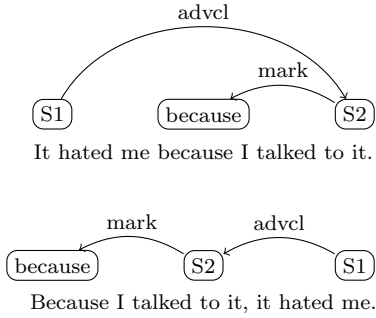 advcl
mark
S1 because S2
It hated me because I talked to it.
mark advcl
because S2 S1
Because I talked to it, it hated me.